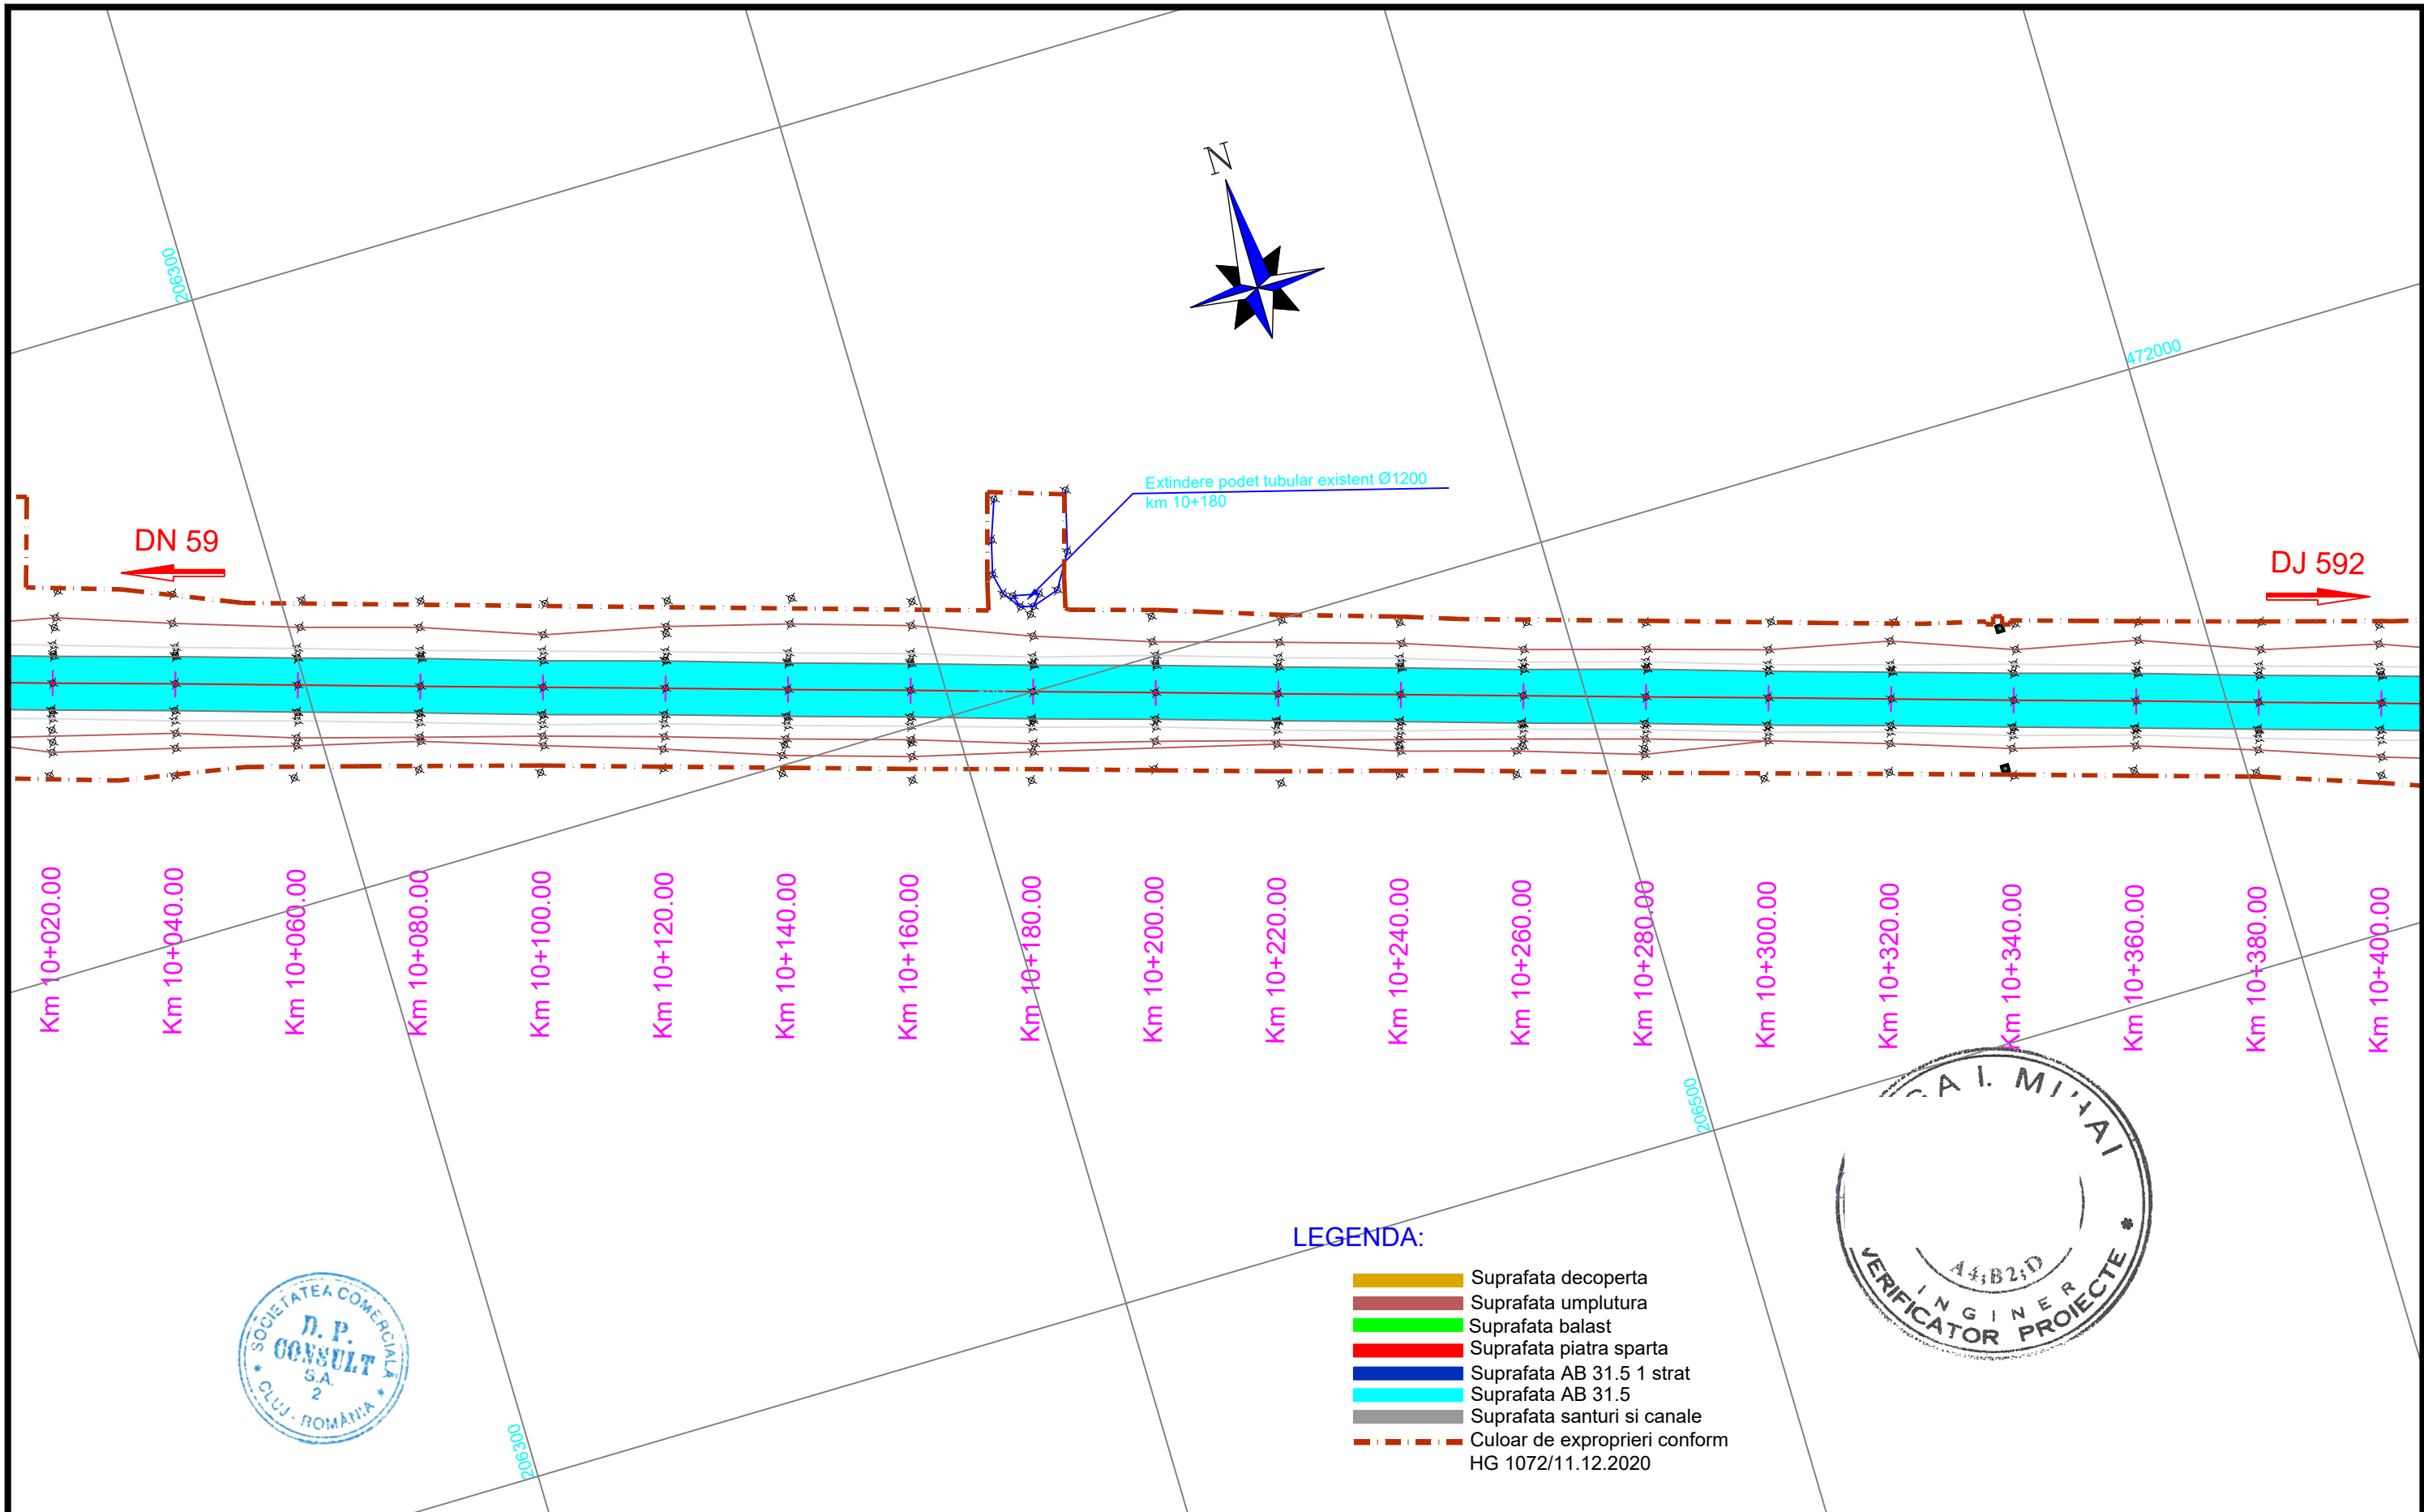 N
206300
472000
Extindere podet tubular existent Ø1200
km 10+180
DN 59
DJ 592
Km 10+020.00
Km 10+040.00
Km 10+060.00
Km 10+080.00
Km 10+100.00
Km 10+120.00
Km 10+140.00
Km 10+160.00
Km 10+180.00
Km 10+200.00
Km 10+220.00
Km 10+240.00
Km 10+260.00
Km 10+280.00
Km 10+300.00
Km 10+320.00
Km 10+340.00
Km 10+360.00
Km 10+380.00
Km 10+400.00
206500
206300
LEGENDA:
Suprafata decoperta
Suprafata umplutura
Suprafata balast
Suprafata piatra sparta
Suprafata AB 31.5 1 strat
Suprafata AB 31.5
Suprafata santuri si canale
Culoar de exproprieri conform
HG 1072/11.12.2020
SOCIETATEA COMERCIALĂ
D. P.
CONSULT
S.A.
2
* CLUJ - ROMÂNIA *
I. MIHAI
A4;B2;D
INGINER
VERIFICATOR PROIECTE *